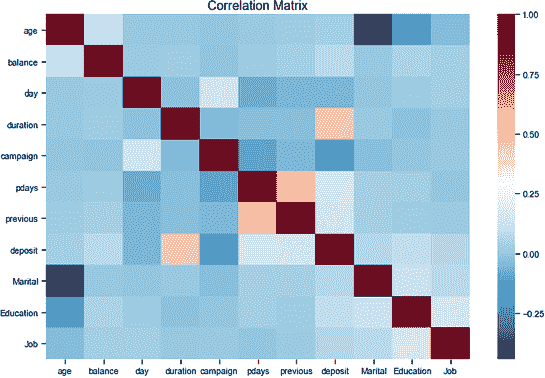 Correlation Matrix
age
balance
day
duration
campaign
pdays
previous
deposit
Marital
Education
Job
age balance day duration campaign pdays previous deposit Marital Education Job
1.00
0.75
0.50
0.25
0.00
−0.25